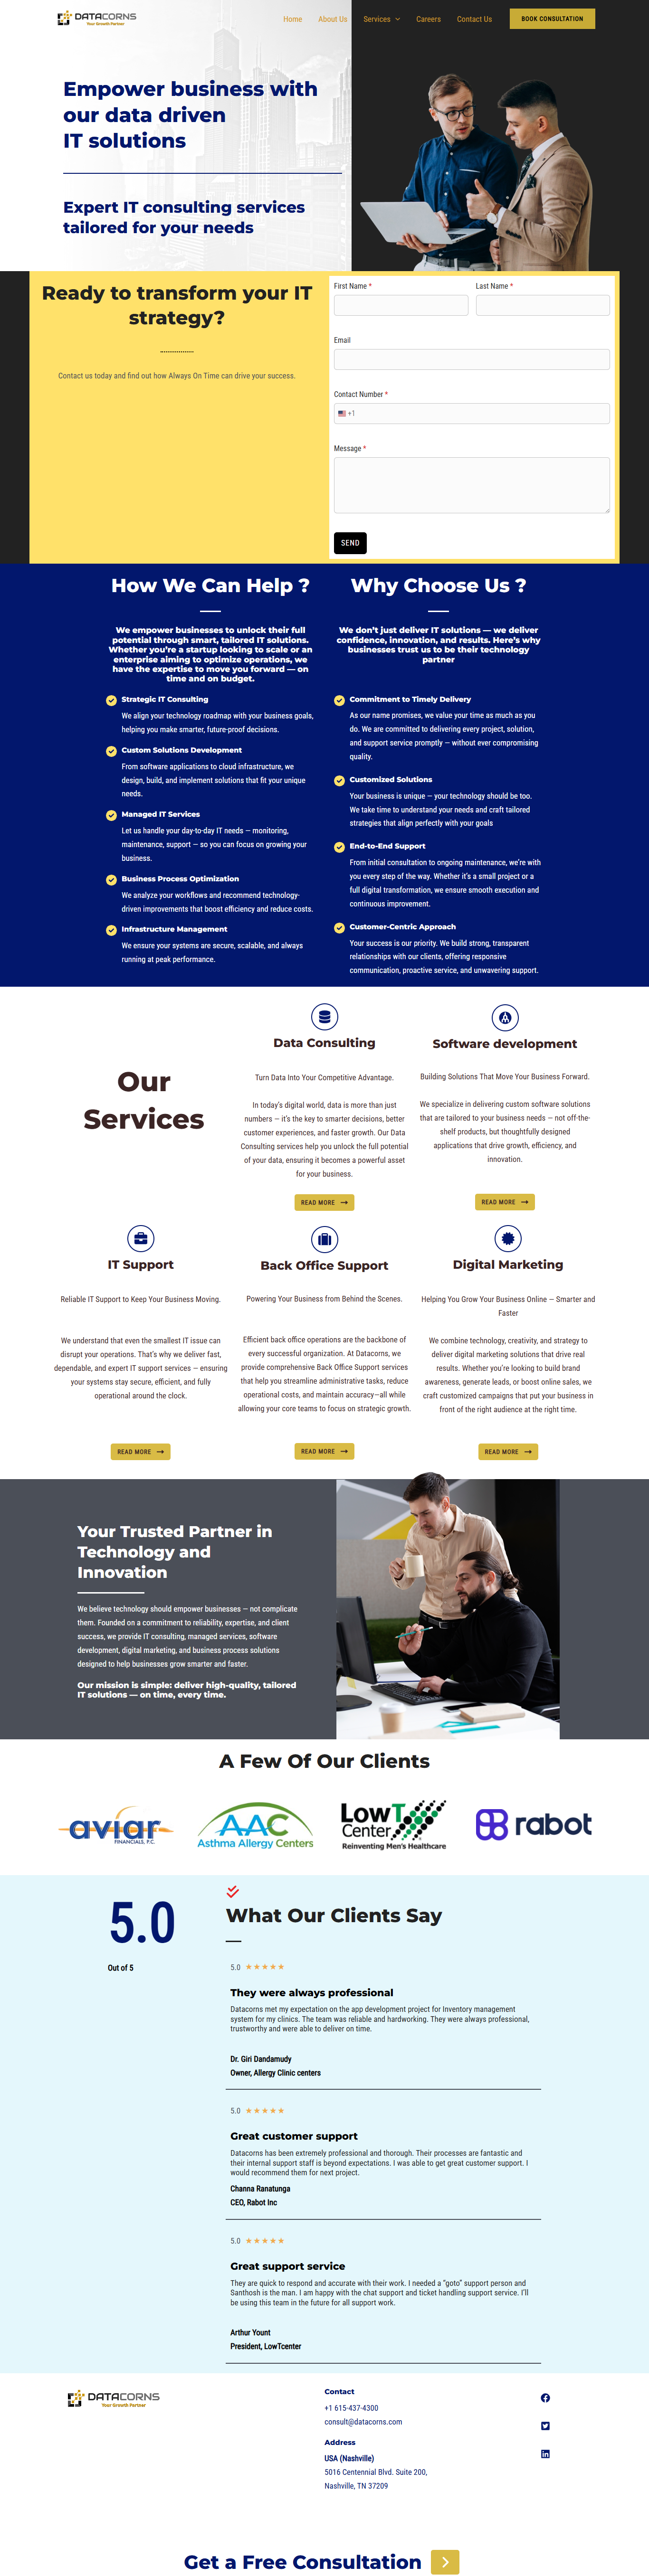 DATACORNS
Your Growth Partner
Home
About Us
Services
Careers
Contact Us
BOOK CONSULTATION
Empower business with
our data driven
IT solutions
Expert IT consulting services
tailored for your needs
Ready to transform your IT
strategy?
Contact us today and find out how Always On Time can drive your success.
First Name *
Last Name *
Email
Contact Number *
+1
Message *
SEND
How We Can Help ?
We empower businesses to unlock their full
potential through smart, tailored IT solutions.
Whether you're a startup looking to scale or an
enterprise aiming to optimize operations, we
have the expertise to move you forward — on
time and on budget.
Strategic IT Consulting
We align your technology roadmap with your business goals,
helping you make smarter, future-proof decisions.
Custom Solutions Development
From software applications to cloud infrastructure, we
design, build, and implement solutions that fit your unique
needs.
Managed IT Services
Let us handle your day-to-day IT needs — monitoring,
maintenance, support — so you can focus on growing your
business.
Business Process Optimization
We analyze your workflows and recommend technology-
driven improvements that boost efficiency and reduce costs.
Infrastructure Management
We ensure your systems are secure, scalable, and always
running at peak performance.
Why Choose Us ?
We don't just deliver IT solutions — we deliver
confidence, innovation, and results. Here's why
businesses trust us to be their technology
partner
Commitment to Timely Delivery
As our name promises, we value your time as much as you
do. We are committed to delivering every project, solution,
and support service promptly — without ever compromising
quality.
Customized Solutions
Your business is unique — your technology should be too.
We take time to understand your needs and craft tailored
strategies that align perfectly with your goals
End-to-End Support
From initial consultation to ongoing maintenance, we're with
you every step of the way. Whether it's a small project or a
full digital transformation, we ensure smooth execution and
continuous improvement.
Customer-Centric Approach
Your success is our priority. We build strong, transparent
relationships with our clients, offering responsive
communication, proactive service, and unwavering support.
Our
Services
Data Consulting
Turn Data Into Your Competitive Advantage.
In today's digital world, data is more than just
numbers — it's the key to smarter decisions, better
customer experiences, and faster growth. Our Data
Consulting services help you unlock the full potential
of your data, ensuring it becomes a powerful asset
for your business.
READ MORE
Software development
Building Solutions That Move Your Business Forward.
We specialize in delivering custom software solutions
that are tailored to your business needs — not off-the-
shelf products, but thoughtfully designed
applications that drive growth, efficiency, and
innovation.
READ MORE
IT Support
Reliable IT Support to Keep Your Business Moving.
We understand that even the smallest IT issue can
disrupt your operations. That's why we deliver fast,
dependable, and expert IT support services — ensuring
your systems stay secure, efficient, and fully
operational around the clock.
READ MORE
Back Office Support
Powering Your Business from Behind the Scenes.
Efficient back office operations are the backbone of
every successful organization. At Datacorns, we
provide comprehensive Back Office Support services
that help you streamline administrative tasks, reduce
operational costs, and maintain accuracy—all while
allowing your core teams to focus on strategic growth.
READ MORE
Digital Marketing
Helping You Grow Your Business Online — Smarter and
Faster
We combine technology, creativity, and strategy to
deliver digital marketing solutions that drive real
results. Whether you're looking to build brand
awareness, generate leads, or boost online sales, we
craft customized campaigns that put your business in
front of the right audience at the right time.
READ MORE
Your Trusted Partner in
Technology and
Innovation
We believe technology should empower businesses — not complicate
them. Founded on a commitment to reliability, expertise, and client
success, we provide IT consulting, managed services, software
development, digital marketing, and business process solutions
designed to help businesses grow smarter and faster.
Our mission is simple: deliver high-quality, tailored
IT solutions — on time, every time.
A Few Of Our Clients
aviar
FINANCIALS, P.C.
AAC
Asthma Allergy Centers
Low T
Center
Reinventing Men's Healthcare
rabot
5.0
Out of 5
What Our Clients Say
5.0 ★★★★★
They were always professional
Datacorns met my expectation on the app development project for Inventory management
system for my clinics. The team was reliable and hardworking. They were always professional,
trustworthy and were able to deliver on time.
Dr. Giri Dandamudy
Owner, Allergy Clinic centers
5.0 ★★★★★
Great customer support
Datacorns has been extremely professional and thorough. Their processes are fantastic and
their internal support staff is beyond expectations. I was able to get great customer support. I
would recommend them for next project.
Channa Ranatunga
CEO, Rabot Inc
5.0 ★★★★★
Great support service
They are quick to respond and accurate with their work. I needed a "goto" support person and
Santhosh is the man. I am happy with the chat support and ticket handling support service. I'll
be using this team in the future for all support work.
Arthur Yount
President, LowTcenter
DATACORNS
Your Growth Partner
Contact
+1 615-437-4300
consult@datacorns.com
Address
USA (Nashville)
5016 Centennial Blvd. Suite 200,
Nashville, TN 37209
Get a Free Consultation